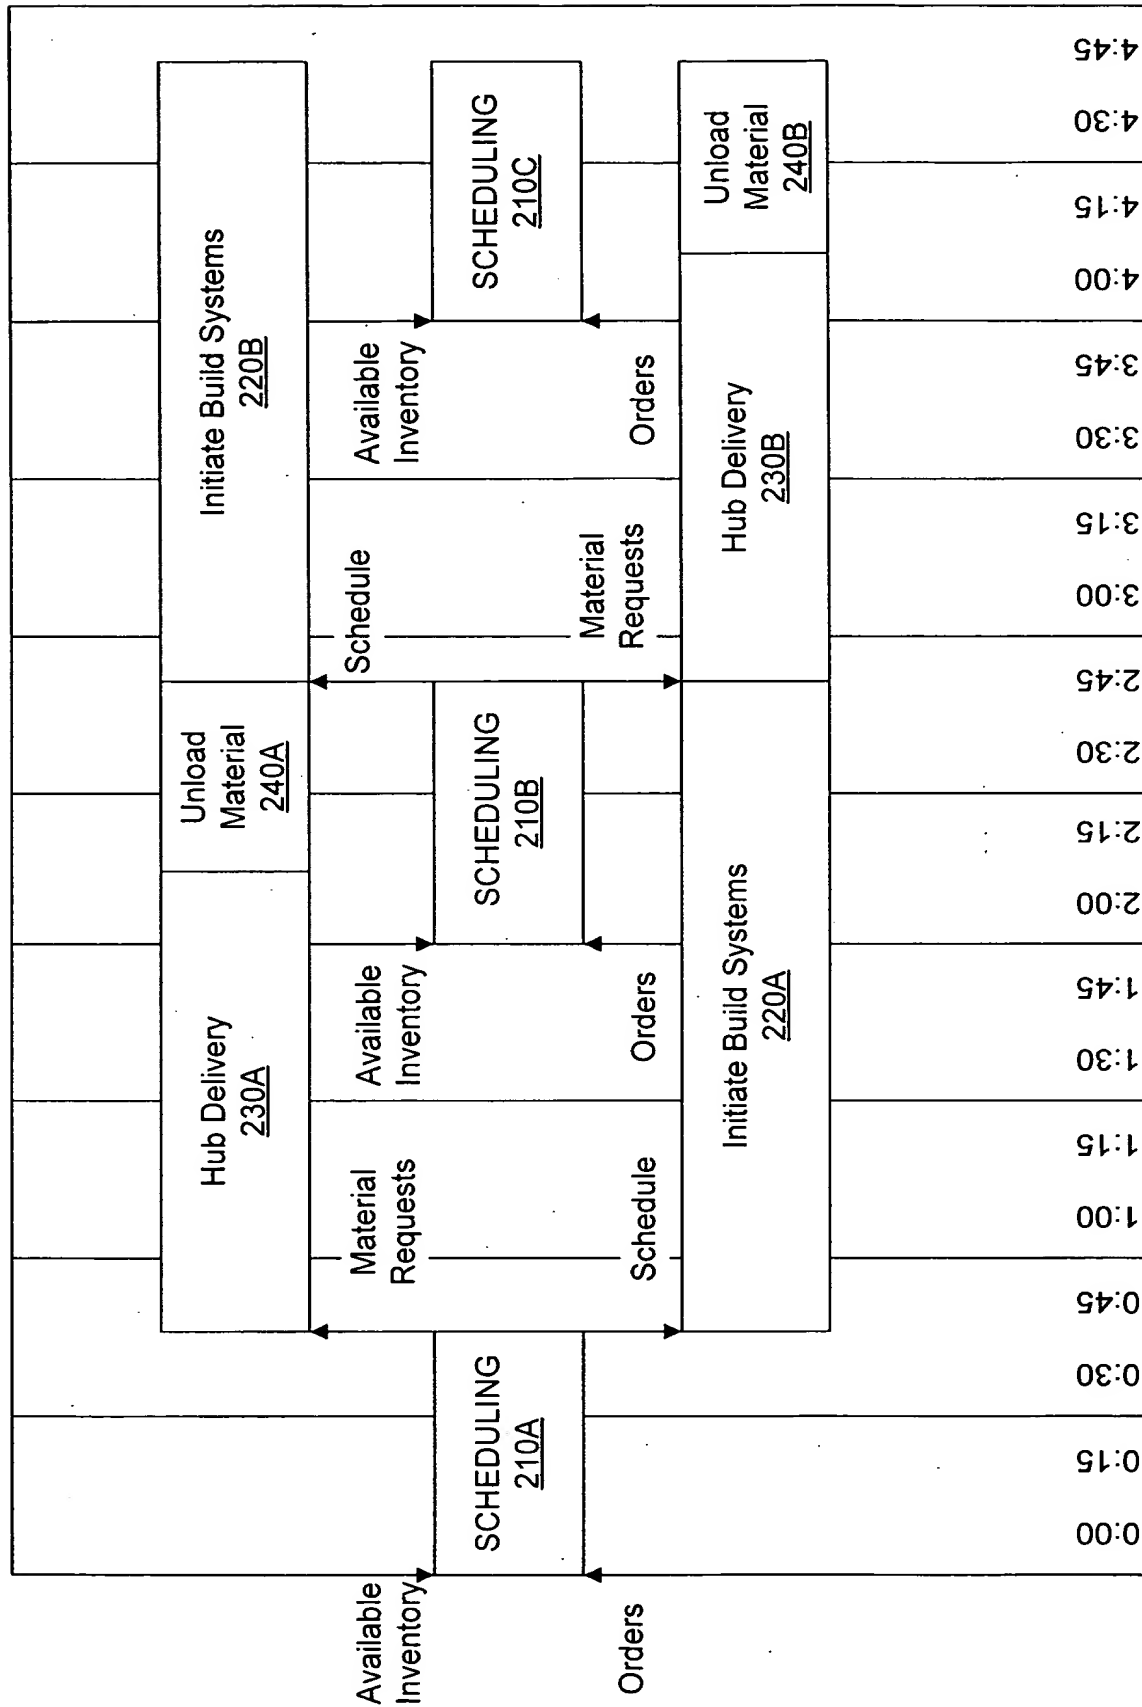 Available
Inventory
Orders
SCHEDULING
210A
Hub Delivery
230A
Unload
Material
240A
Initiate Build Systems
220B
Material
Requests
Available
Inventory
Schedule
Available
Inventory
SCHEDULING
210B
SCHEDULING
210C
Schedule
Orders
Material
Requests
Orders
Initiate Build Systems
220A
Hub Delivery
230B
Unload
Material
240B
0:00
0:15
0:30
0:45
1:00
1:15
1:30
1:45
2:00
2:15
2:30
2:45
3:00
3:15
3:30
3:45
4:00
4:15
4:30
4:45